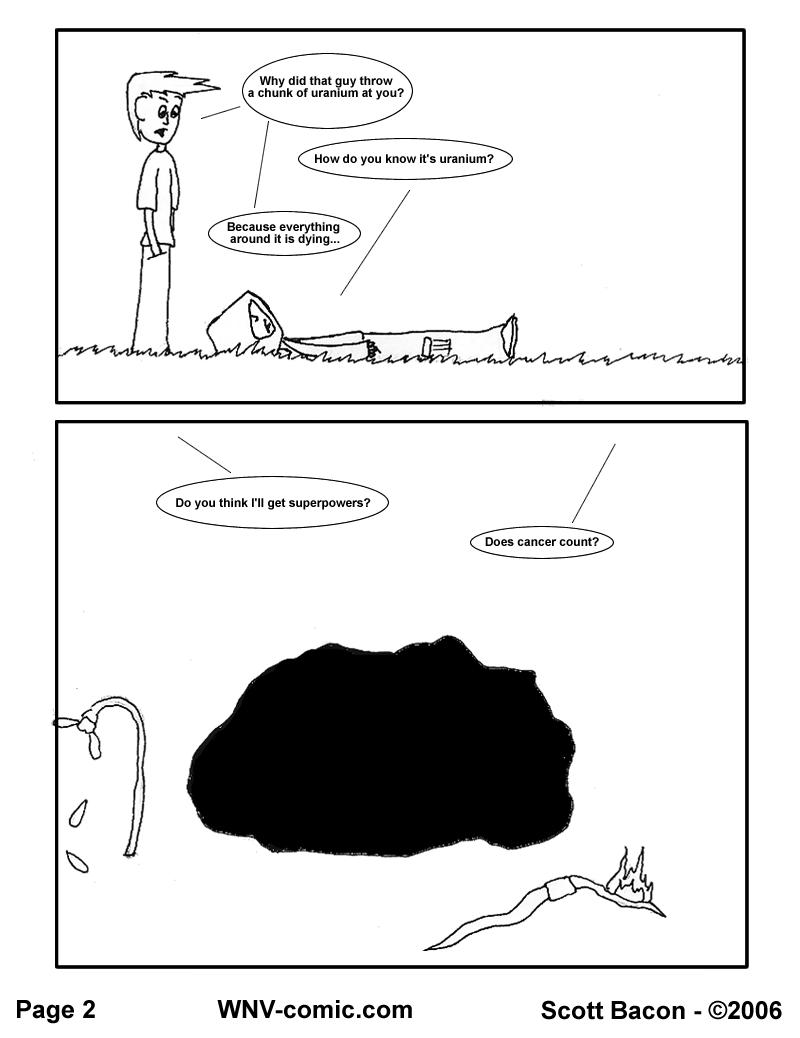 Why did that guy throw
a chunk of uranium at you?
How do you know it's uranium?
Because everything
around it is dying...
Do you think I'll get superpowers?
Does cancer count?
Page 2
WNV-comic.com
Scott Bacon - ©2006